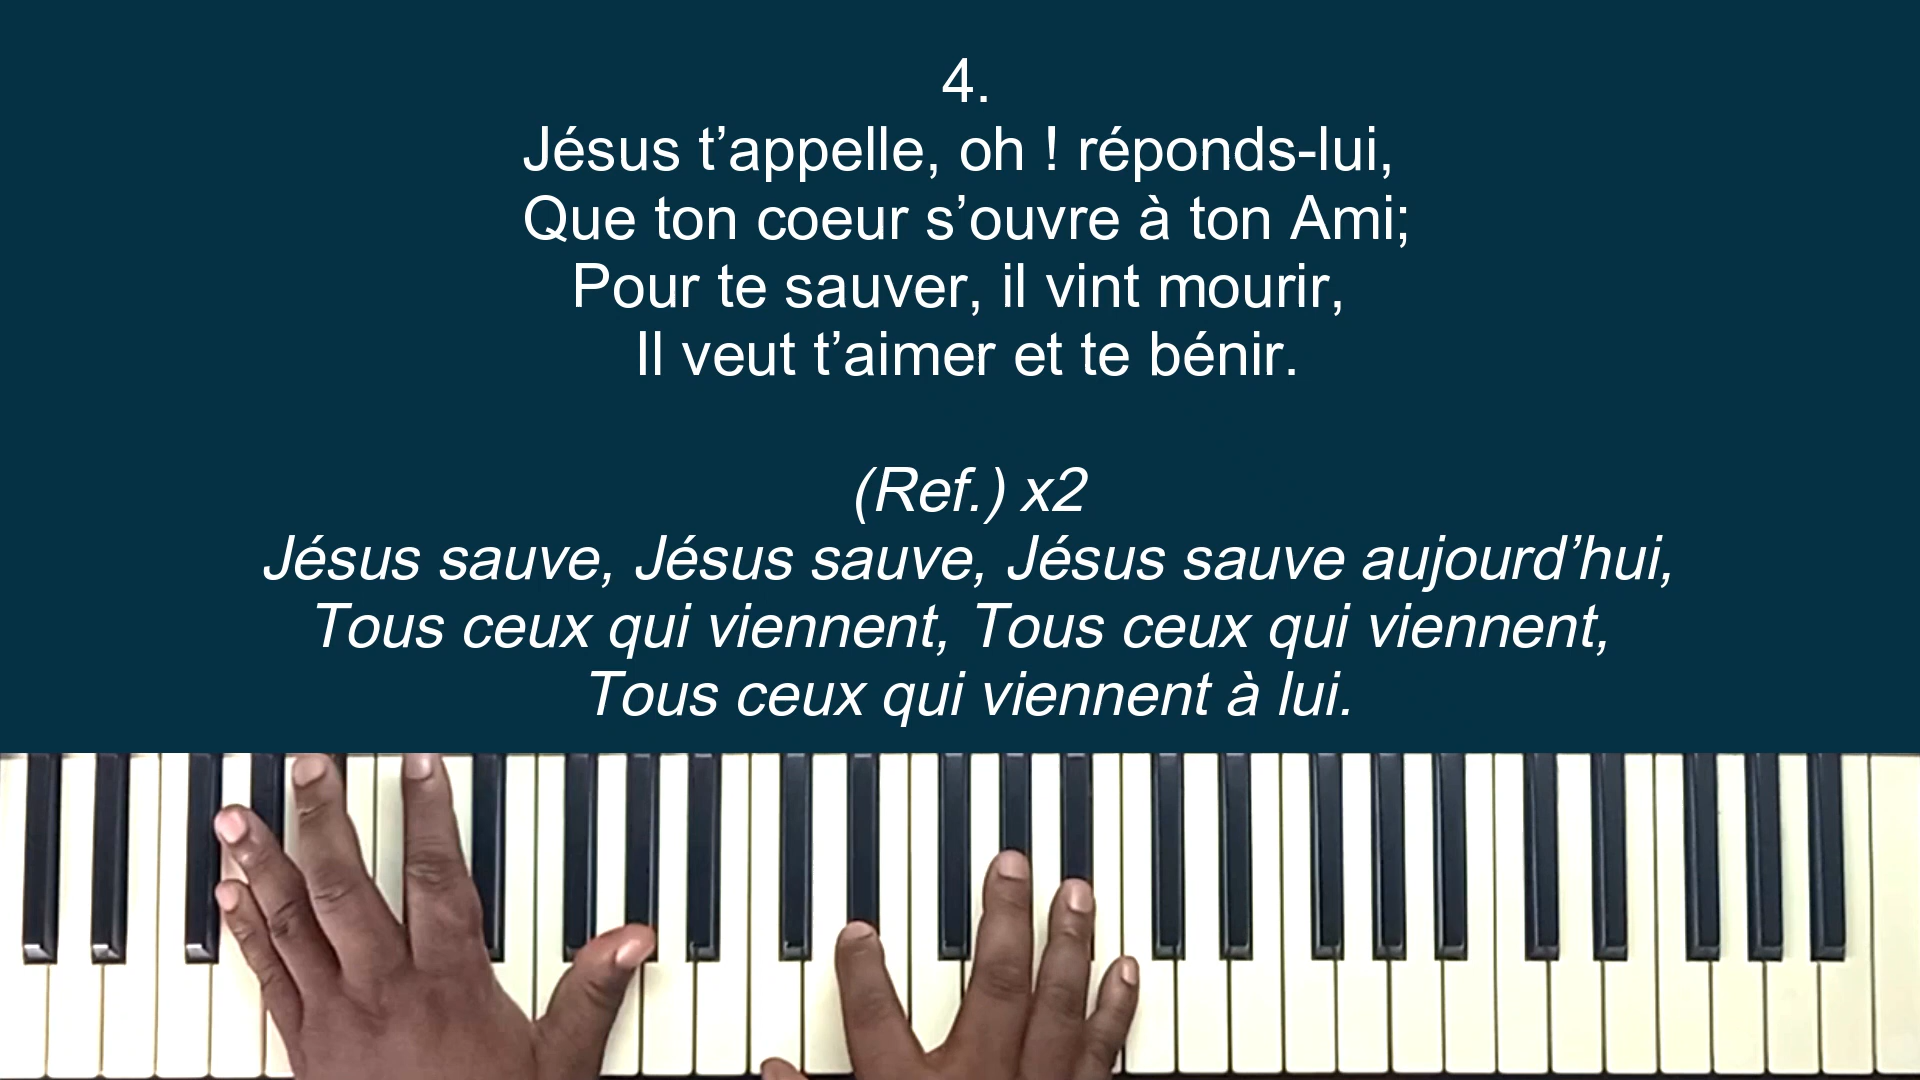 4.
Jésus t’appelle, oh ! réponds-lui,
Que ton coeur s’ouvre à ton Ami;
Pour te sauver, il vint mourir,
Il veut t’aimer et te bénir.
(Ref.) x2
Jésus sauve, Jésus sauve, Jésus sauve aujourd’hui,
Tous ceux qui viennent, Tous ceux qui viennent,
Tous ceux qui viennent à lui.